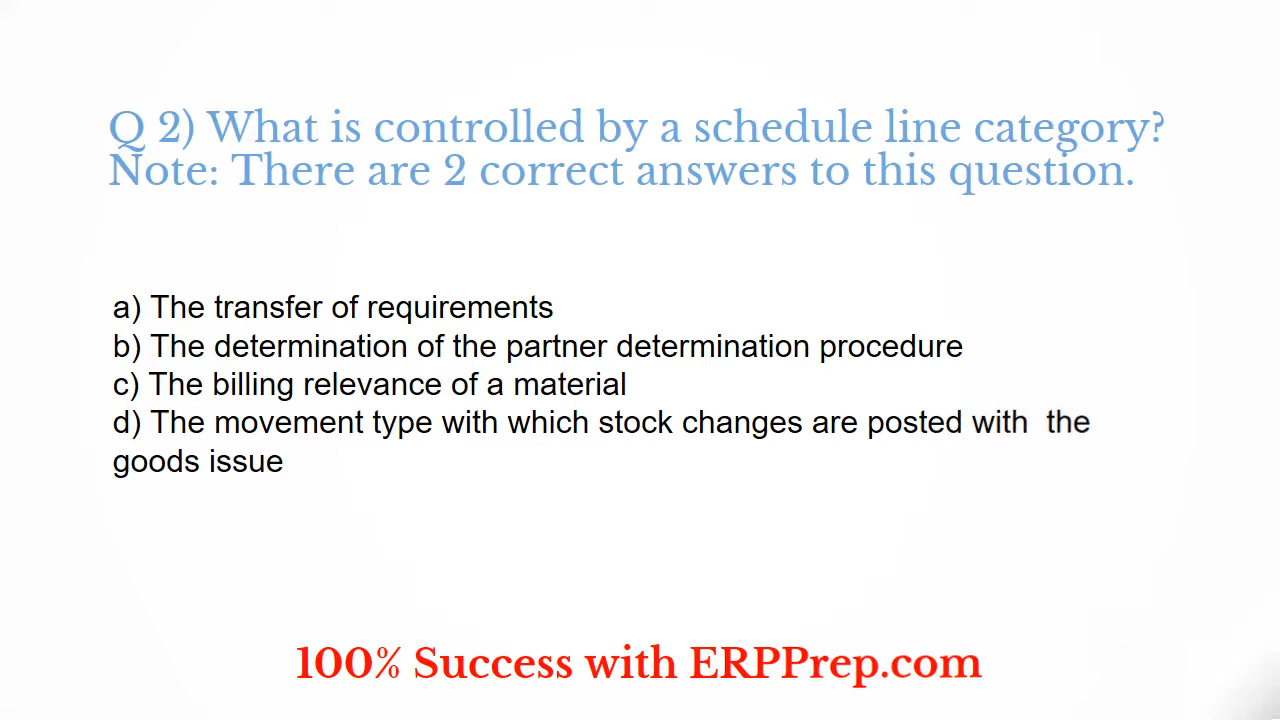 Q 2) What is controlled by a schedule line category?
Note: There are 2 correct answers to this question.
a) The transfer of requirements
b) The determination of the partner determination procedure
c) The billing relevance of a material
d) The movement type with which stock changes are posted with  the
goods issue
100% Success with ERPPrep.com